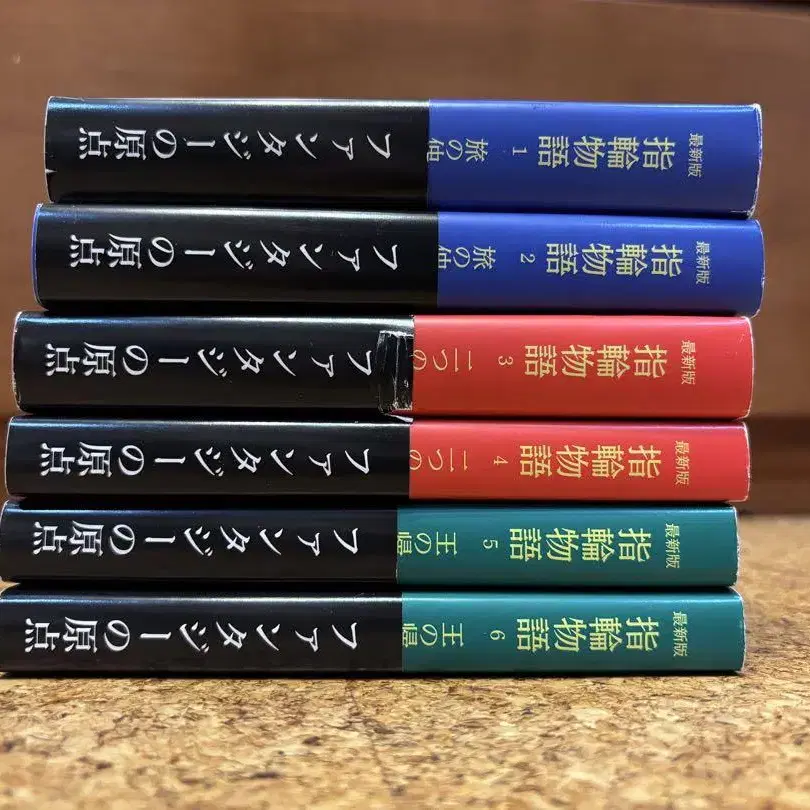 最新版
指輪物語 1 旅の仲
ファンタジーの原点
最新版
指輪物語 2 旅の仲
ファンタジーの原点
最新版
指輪物語 3 二つの
ファンタジーの原点
最新版
指輪物語 4 二つの
ファンタジーの原点
最新版
指輪物語 5 王の帰
ファンタジーの原点
最新版
指輪物語 6 王の帰
ファンタジーの原点